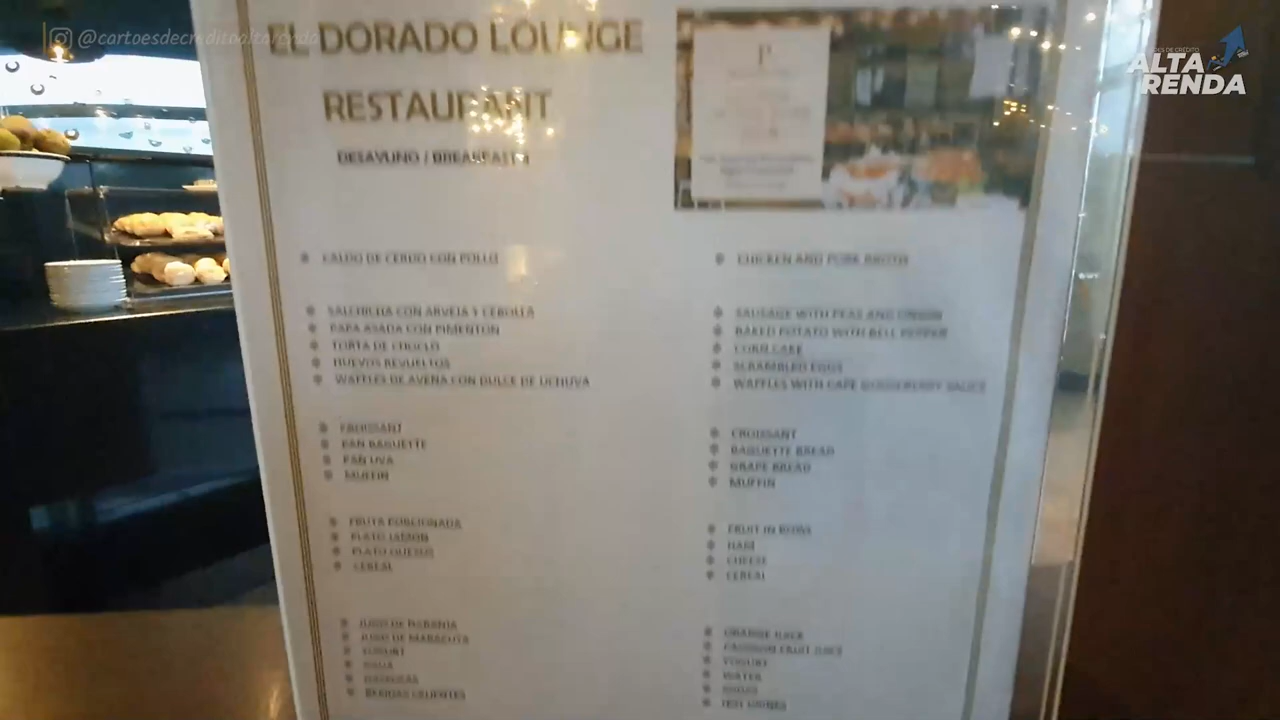 @cartoesdecreditoaltarenda
ALTA
RENDA
EL DORADO LOUNGE
RESTAURANT
DESAYUNO / BREAKFAST
CALDO DE CERDO CON POLLO
SALCHICHA CON ARVEJA Y CEBOLLA
PAPA ASADA CON PIMENTON
TORTA DE CHOCLO
HUEVOS REVUELTOS
WAFFLES DE AVENA CON DULCE DE UCHUVA
CROISSANT
PAN BAGUETTE
PAN UVA
MUFFIN
FRUTA PORCIONADA
PLATO JAMON
PLATO QUESOS
CEREAL
JUGO DE NARANJA
JUGO DE MARACUYA
YOGURT
AGUA
BEBIDAS CALIENTES
CHICKEN AND PORK BROTH
SAUSAGE WITH PEAS AND ONION
BAKED POTATO WITH BELL PEPPER
CORN CAKE
SCRAMBLED EGGS
WAFFLES WITH CAPE GOOSEBERRY SAUCE
CROISSANT
BAGUETTE BREAD
GRAPE BREAD
MUFFIN
FRUIT IN BOWS
HAM
CHEESE
CEREAL
ORANGE JUICE
PASSION FRUIT JUICE
YOGURT
WATER